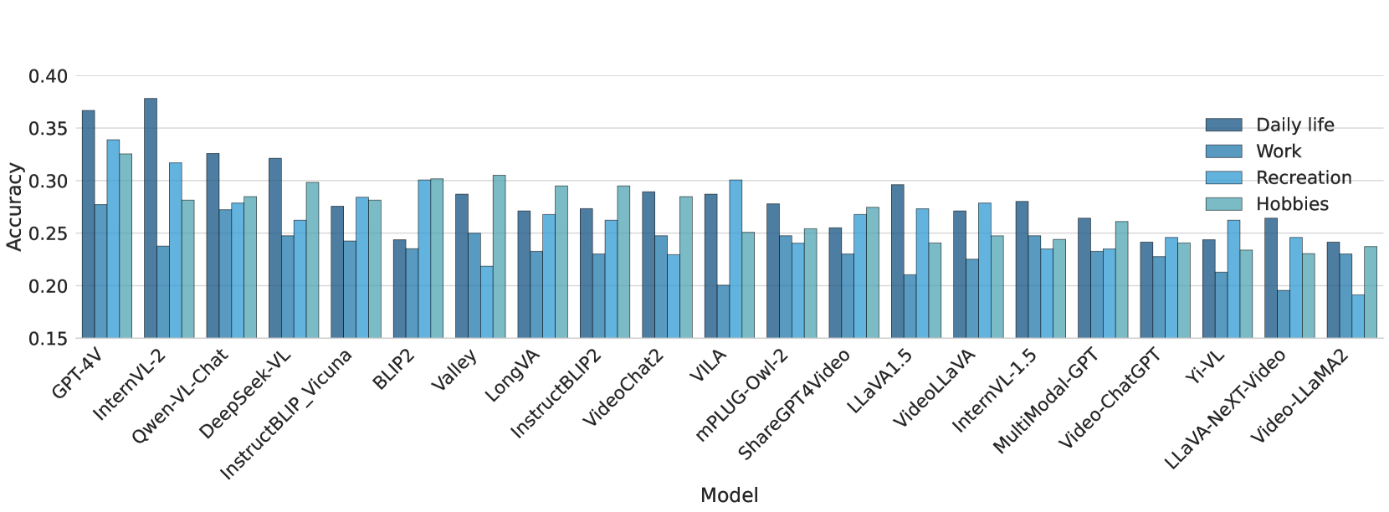 0.40
0.35
0.30
0.25
0.20
0.15
Accuracy
Daily life
Work
Recreation
Hobbies
GPT-4V
InternVL-2
Qwen-VL-Chat
DeepSeek-VL
InstructBLIP_Vicuna
BLIP2
Valley
LongVA
InstructBLIP2
VideoChat2
VILA
mPLUG-Owl-2
ShareGPT4Video
LLaVA1.5
VideoLLaVA
InternVL-1.5
MultiModal-GPT
Video-ChatGPT
Yi-VL
LLaVA-NeXT-Video
Video-LLaMA2
Model